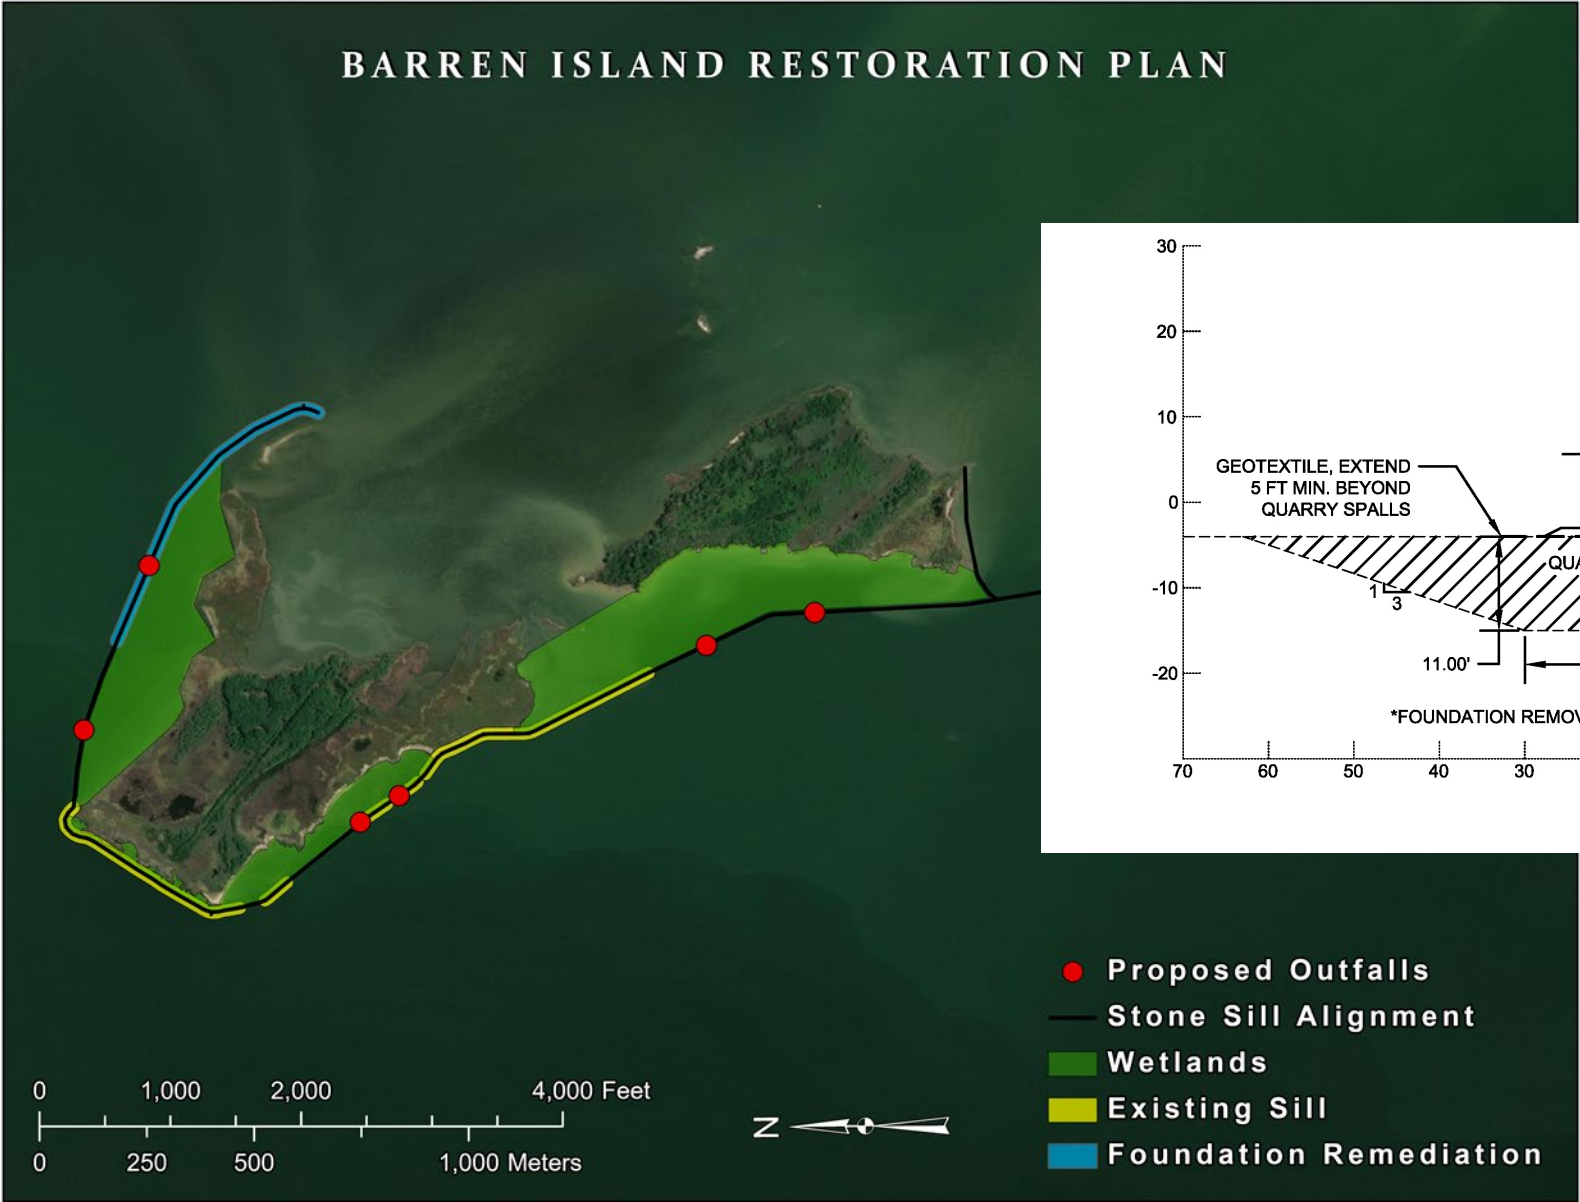 BARREN ISLAND RESTORATION PLAN
30
20
10
0
-10
-20
GEOTEXTILE, EXTEND
5 FT MIN. BEYOND
QUARRY SPALLS
1
3
11.00'
70
60
50
40
30
Proposed Outfalls
Stone Sill Alignment
Wetlands
Existing Sill
Foundation Remediation
0 1,000 2,000 4,000 Feet
0 250 500 1,000 Meters
N
*FOUNDATION